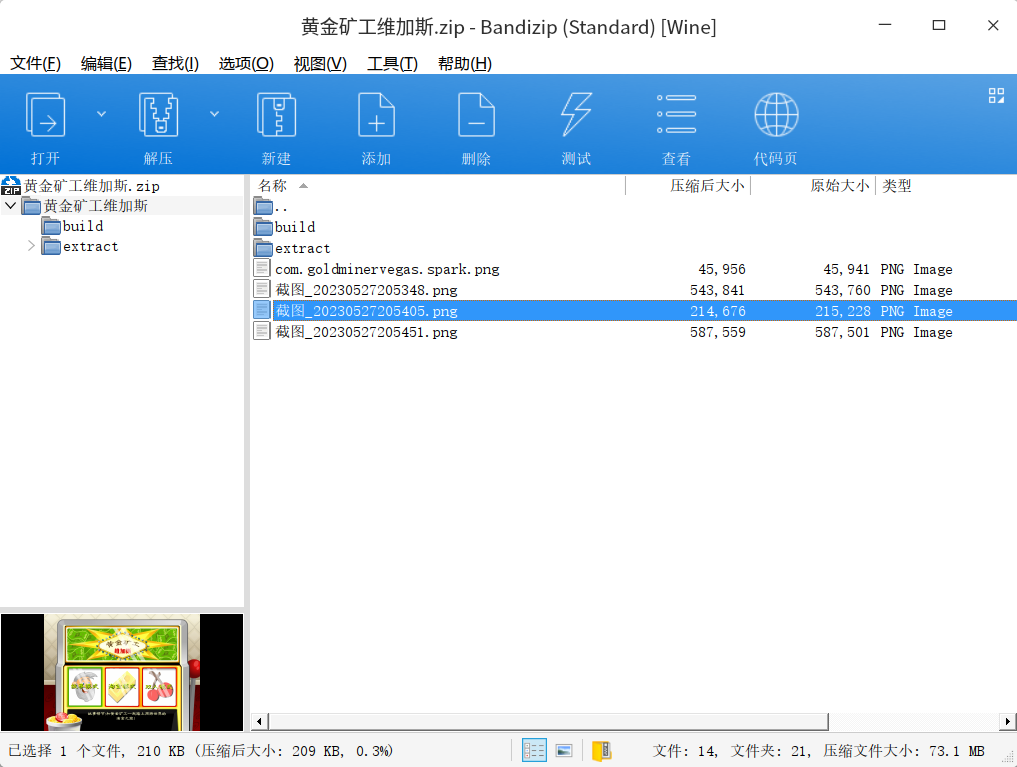 黄金矿工维加斯.zip - Bandizip (Standard) [Wine]
文件(F) 编辑(E) 查找(I) 选项(O) 视图(V) 工具(T) 帮助(H)
打开 解压 新建 添加 删除 测试 查看 代码页
黄金矿工维加斯.zip
黄金矿工维加斯
build
extract
名称 压缩后大小 原始大小 类型
..
build
extract
com.goldminervegas.spark.png 45,956 45,941 PNG Image
截图_20230527205348.png 543,841 543,760 PNG Image
截图_20230527205405.png 214,676 215,228 PNG Image
截图_20230527205451.png 587,559 587,501 PNG Image
黄金矿工
维加斯
已选择 1 个文件, 210 KB (压缩后大小: 209 KB, 0.3%)
文件: 14, 文件夹: 21, 压缩文件大小: 73.1 MB